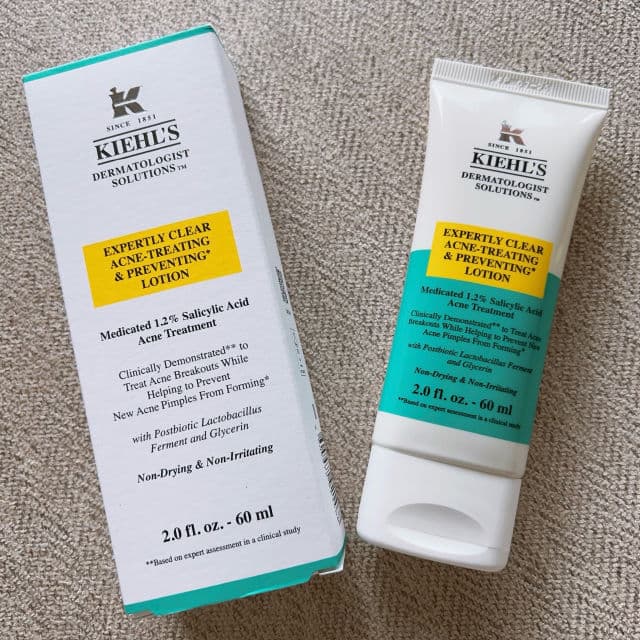 K
SINCE 1851
KIEHL'S
DERMATOLOGIST
SOLUTIONS™
EXPERTLY CLEAR
ACNE-TREATING
& PREVENTING*
LOTION
Medicated 1.2% Salicylic Acid
Acne Treatment
Clinically Demonstrated** to
Treat Acne Breakouts While
Helping to Prevent
New Acne Pimples From Forming*
with Postbiotic Lactobacillus
Ferment and Glycerin
Non-Drying & Non-Irritating
2.0 fl. oz. - 60 ml
**Based on expert assessment in a clinical study
K
SINCE 1851
KIEHL'S
DERMATOLOGIST
SOLUTIONS™
EXPERTLY CLEAR
ACNE-TREATING
& PREVENTING*
LOTION
Medicated 1.2% Salicylic Acid
Acne Treatment
Clinically Demonstrated** to Treat Acne
Breakouts While Helping to Prevent New
Acne Pimples From Forming*
with Postbiotic Lactobacillus Ferment
and Glycerin
Non-Drying & Non-Irritating
2.0 fl. oz. - 60 ml
**Based on expert assessment in a clinical study